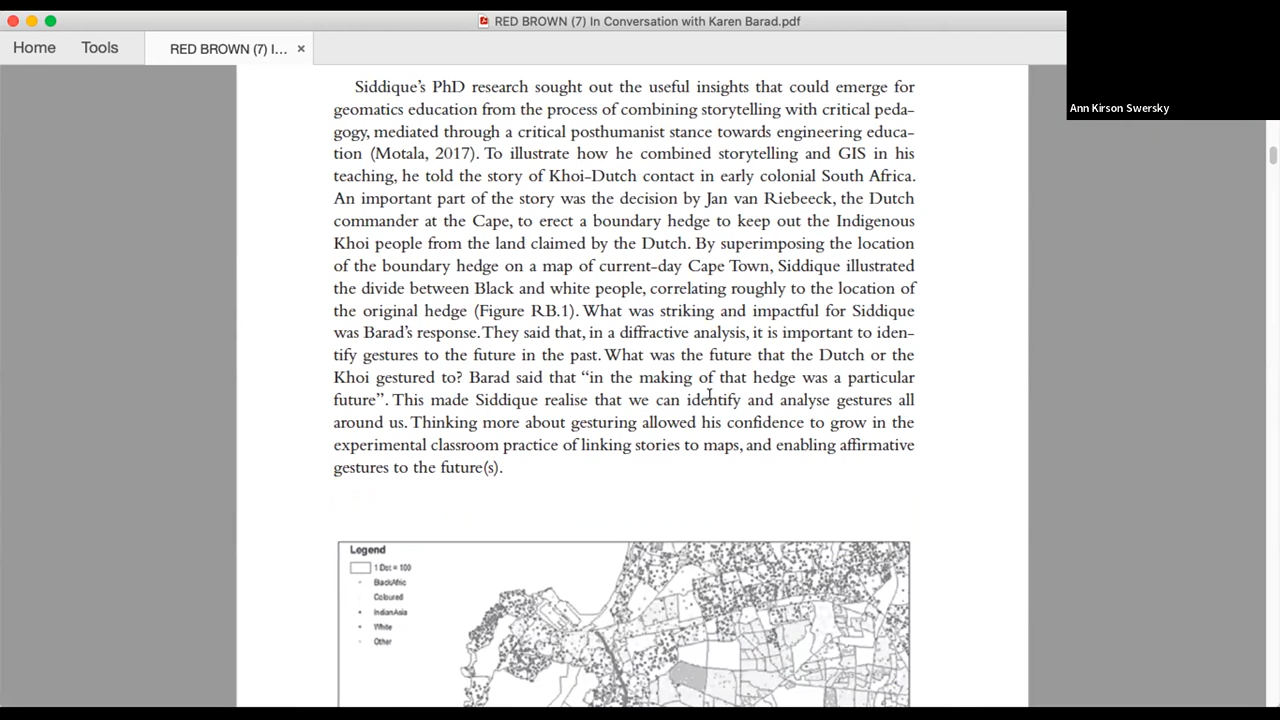 RED BROWN (7) In Conversation with Karen Barad.pdf
Home Tools RED BROWN (7) I... ×
Ann Kirson Swersky
Siddique's PhD research sought out the useful insights that could emerge for
geomatics education from the process of combining storytelling with critical peda-
gogy, mediated through a critical posthumanist stance towards engineering educa-
tion (Motala, 2017). To illustrate how he combined storytelling and GIS in his
teaching, he told the story of Khoi-Dutch contact in early colonial South Africa.
An important part of the story was the decision by Jan van Riebeeck, the Dutch
commander at the Cape, to erect a boundary hedge to keep out the Indigenous
Khoi people from the land claimed by the Dutch. By superimposing the location
of the boundary hedge on a map of current-day Cape Town, Siddique illustrated
the divide between Black and white people, correlating roughly to the location of
the original hedge (Figure RB.1). What was striking and impactful for Siddique
was Barad's response. They said that, in a diffractive analysis, it is important to iden-
tify gestures to the future in the past. What was the future that the Dutch or the
Khoi gestured to? Barad said that “in the making of that hedge was a particular
future”. This made Siddique realise that we can identify and analyse gestures all
around us. Thinking more about gesturing allowed his confidence to grow in the
experimental classroom practice of linking stories to maps, and enabling affirmative
gestures to the future(s).
Legend
1 Dot = 100
BlackAfric
Coloured
IndianAsia
White
Other